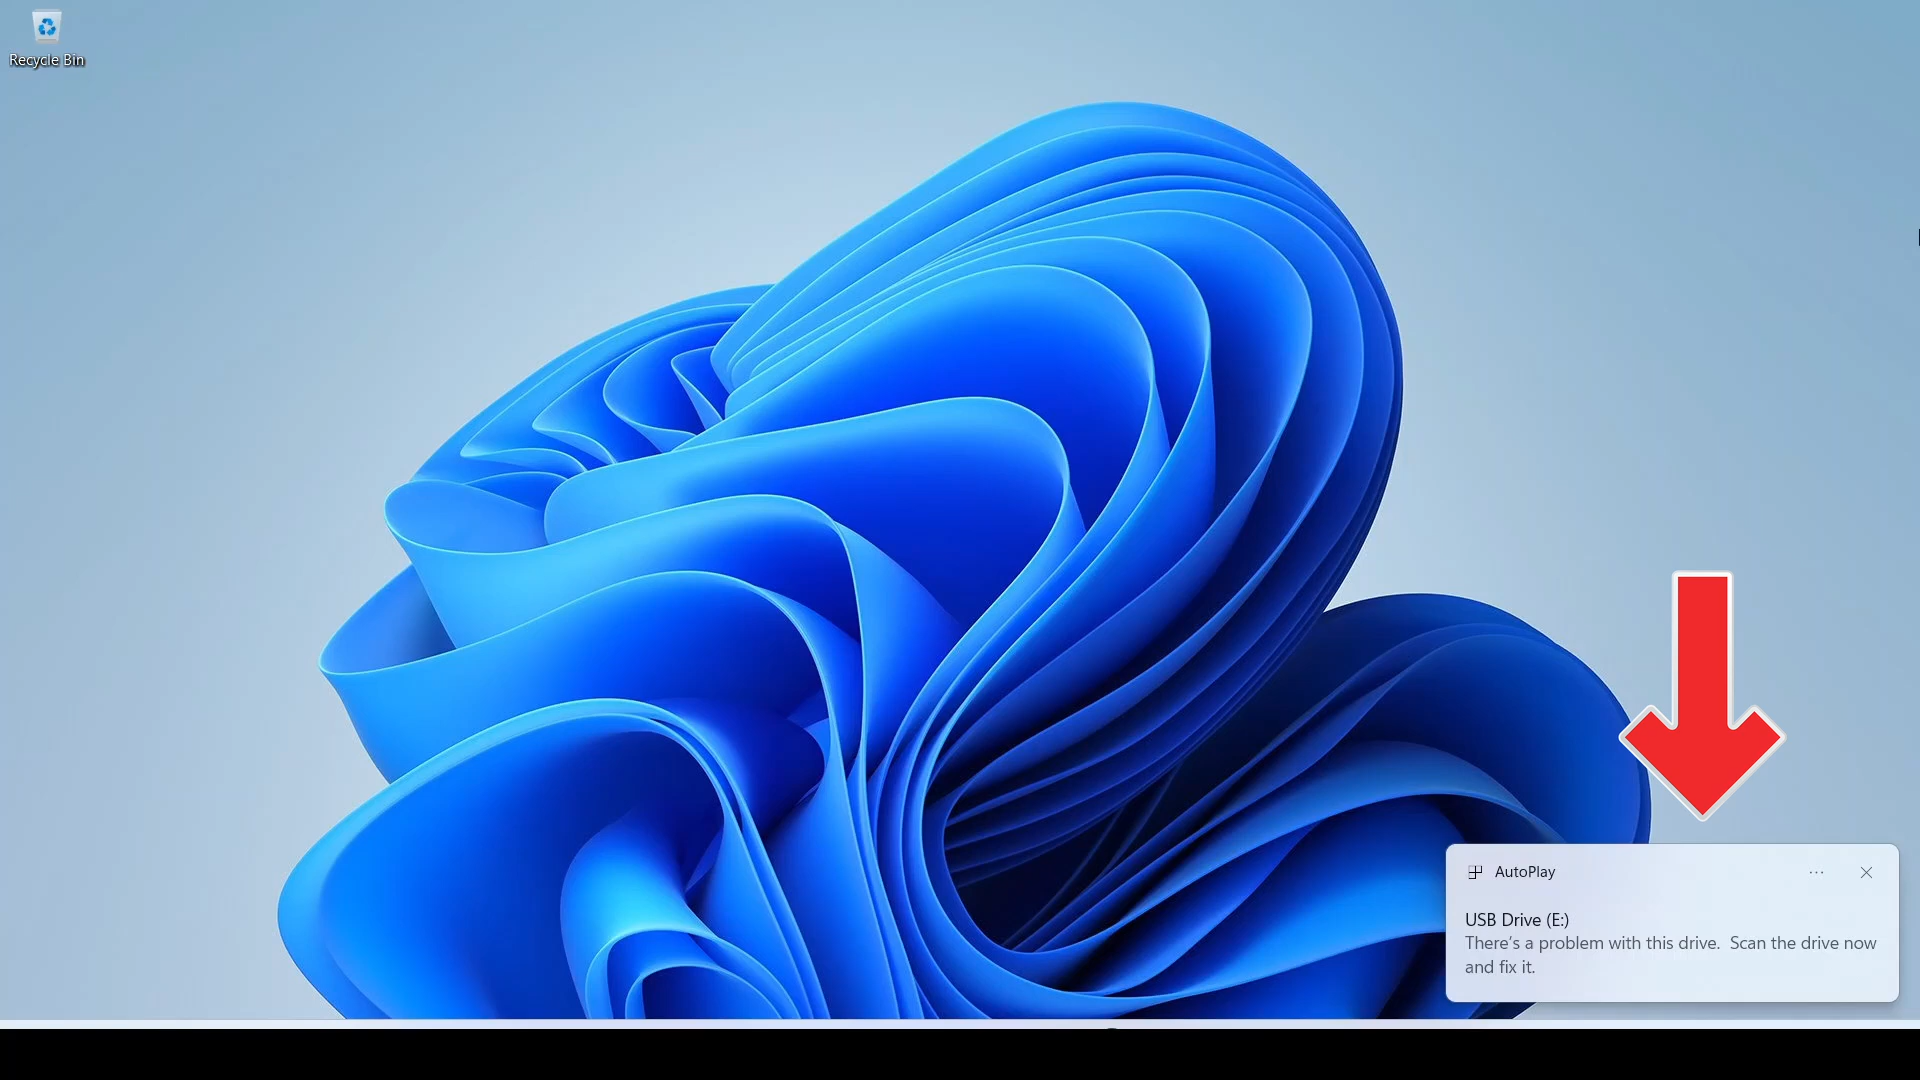 Recycle Bin
AutoPlay
USB Drive (E:)
There's a problem with this drive.  Scan the drive now
and fix it.